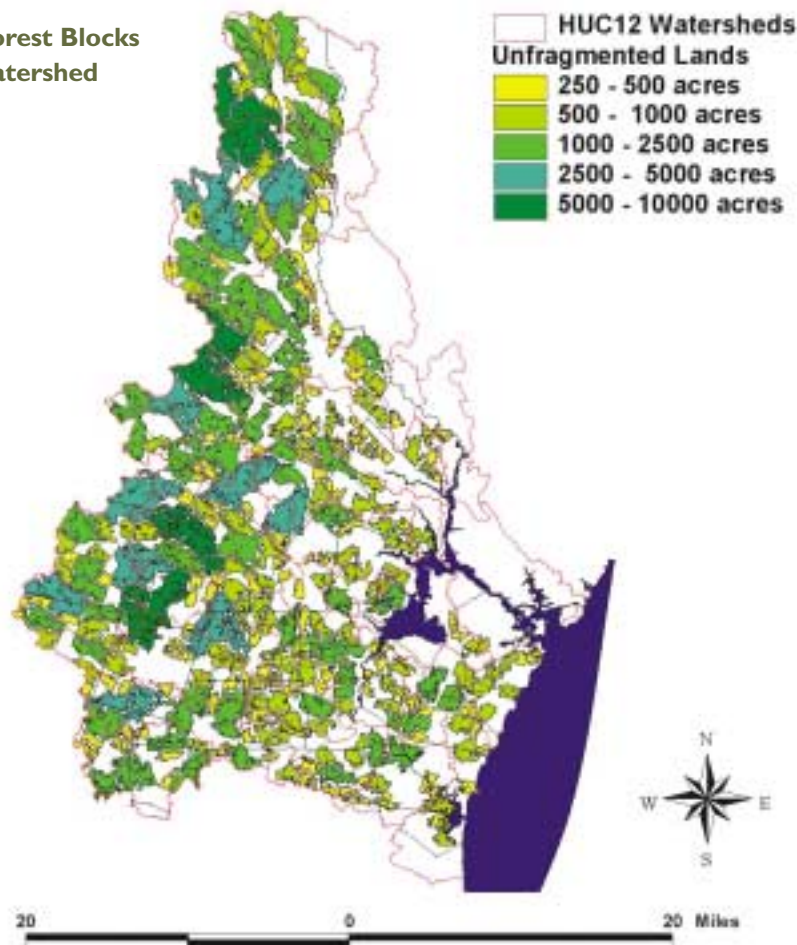 orest Blocks
atershed
HUC12 Watersheds
Unfragmented Lands
250 - 500 acres
500 - 1000 acres
1000 - 2500 acres
2500 - 5000 acres
5000 - 10000 acres
N
W E
S
20 0 20 Miles